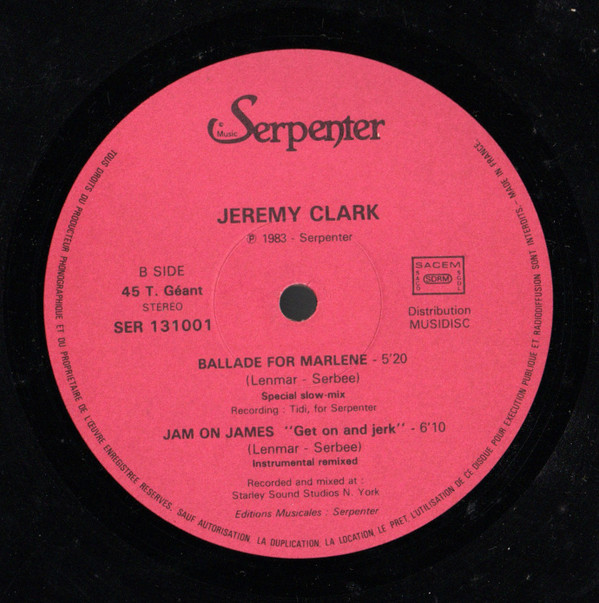 © Music Serpenter
JEREMY CLARK
℗ 1983 - Serpenter
B SIDE
45 T. Géant
STÉREO
SER 131001
SACEM
SDRM
Distribution
MUSIDISC
BALLADE FOR MARLENE - 5'20
(Lenmar - Serbee)
Special slow-mix
Recording : Tidi, for Serpenter
JAM ON JAMES "Get on and jerk" - 6'10
(Lenmar - Serbee)
Instrumental remixed
Recorded and mixed at :
Starley Sound Studios N. York
Editions Musicales : Serpenter
TOUS DROITS DU PRODUCTEUR PHONOGRAPHIQUE ET DU PROPRIETAIRE DE L'ŒUVRE ENREGISTREE RESERVES. SAUF AUTORISATION, LA DUPLICATION, LA LOCATION, LE PRET, L'UTILISATION DE CE DISQUE POUR EXECUTION PUBLIQUE ET RADIODIFFUSION SONT INTERDITS. MADE IN FRANCE.